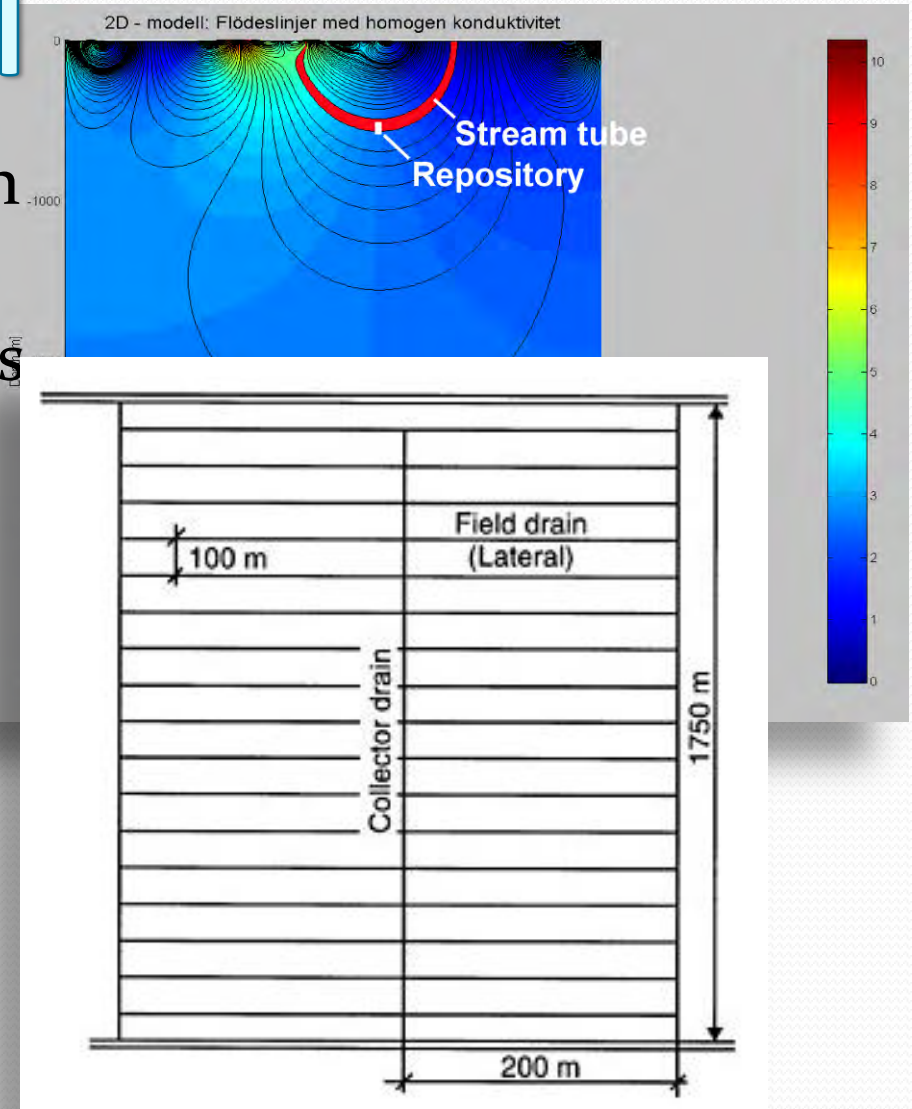 2D - modell: Flödeslinjer med homogen konduktivitet
0
Stream tube
Repository
n
-1000
s
10
9
8
7
6
5
4
3
2
1
0
Field drain
(Lateral)
100 m
Collector drain
1750 m
200 m